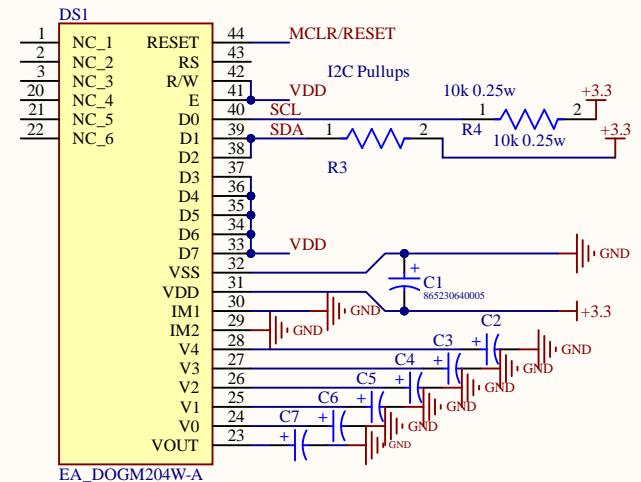 DS1
1 NC_1 RESET 44 MCLR/RESET
2 NC_2 RS 43
3 NC_3 R/W 42
20 NC_4 E 41 VDD
21 NC_5 D0 40 SCL
22 NC_6 D1 39 SDA
D2 38
D3 37
D4 36
D5 35
D6 34
D7 33 VDD
VSS 32 GND
VDD 31 +3.3
IM1 30 GND
IM2 29 GND
V4 28 C2 + GND
V3 27 C3 + GND
V2 26 C4 + GND
V1 25 C5 + GND
V0 24 C6 + GND
VOUT 23 C7 + GND
EA_DOGM204W-A
I2C Pullups
10k 0.25w
1 R4 2 +3.3
10k 0.25w
1 2 +3.3
R3
+ C1
865230640005